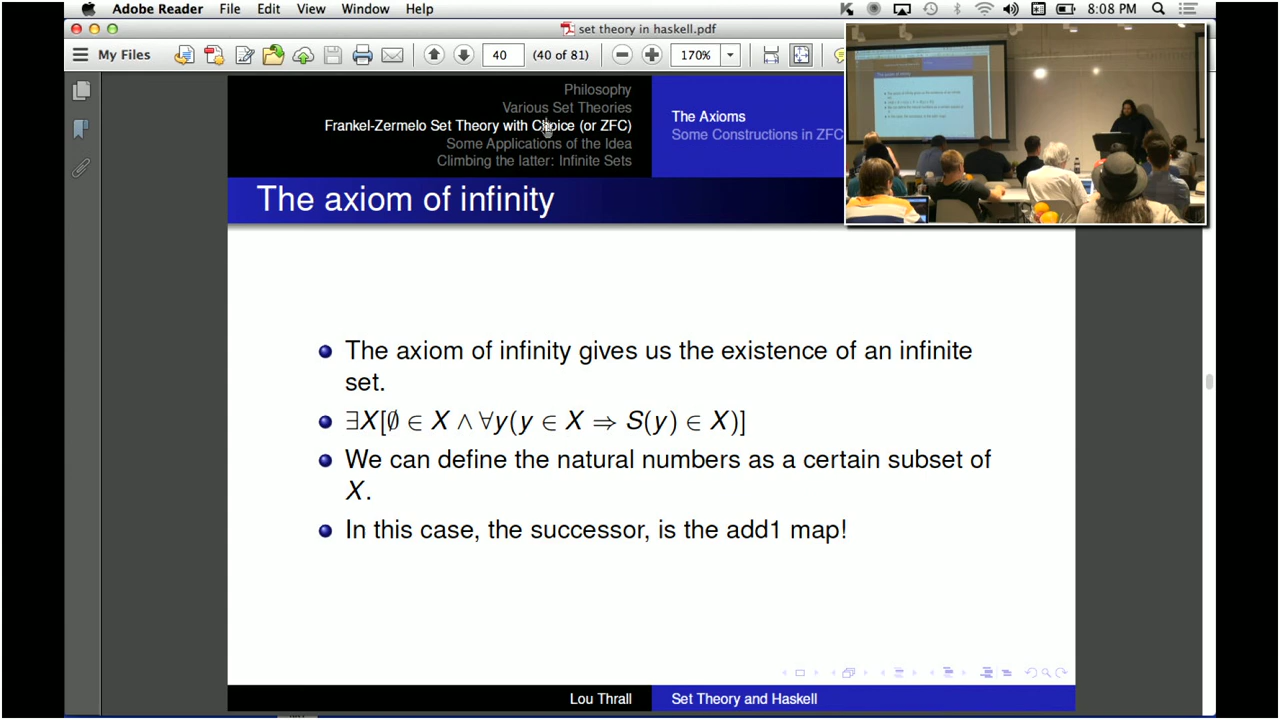 Adobe Reader File Edit View Window Help 8:08 PM
set theory in haskell.pdf
My Files 40 (40 of 81) 170%
Philosophy
Various Set Theories
Frankel-Zermelo Set Theory with Choice (or ZFC)
Some Applications of the Idea
Climbing the latter: Infinite Sets
The Axioms
Some Constructions in ZFC
The axiom of infinity
The axiom of infinity gives us the existence of an infinite
set.
∃X[∅ ∈ X ∧ ∀y(y ∈ X ⇒ S(y) ∈ X)]
We can define the natural numbers as a certain subset of
X.
In this case, the successor, is the add1 map!
Lou Thrall Set Theory and Haskell